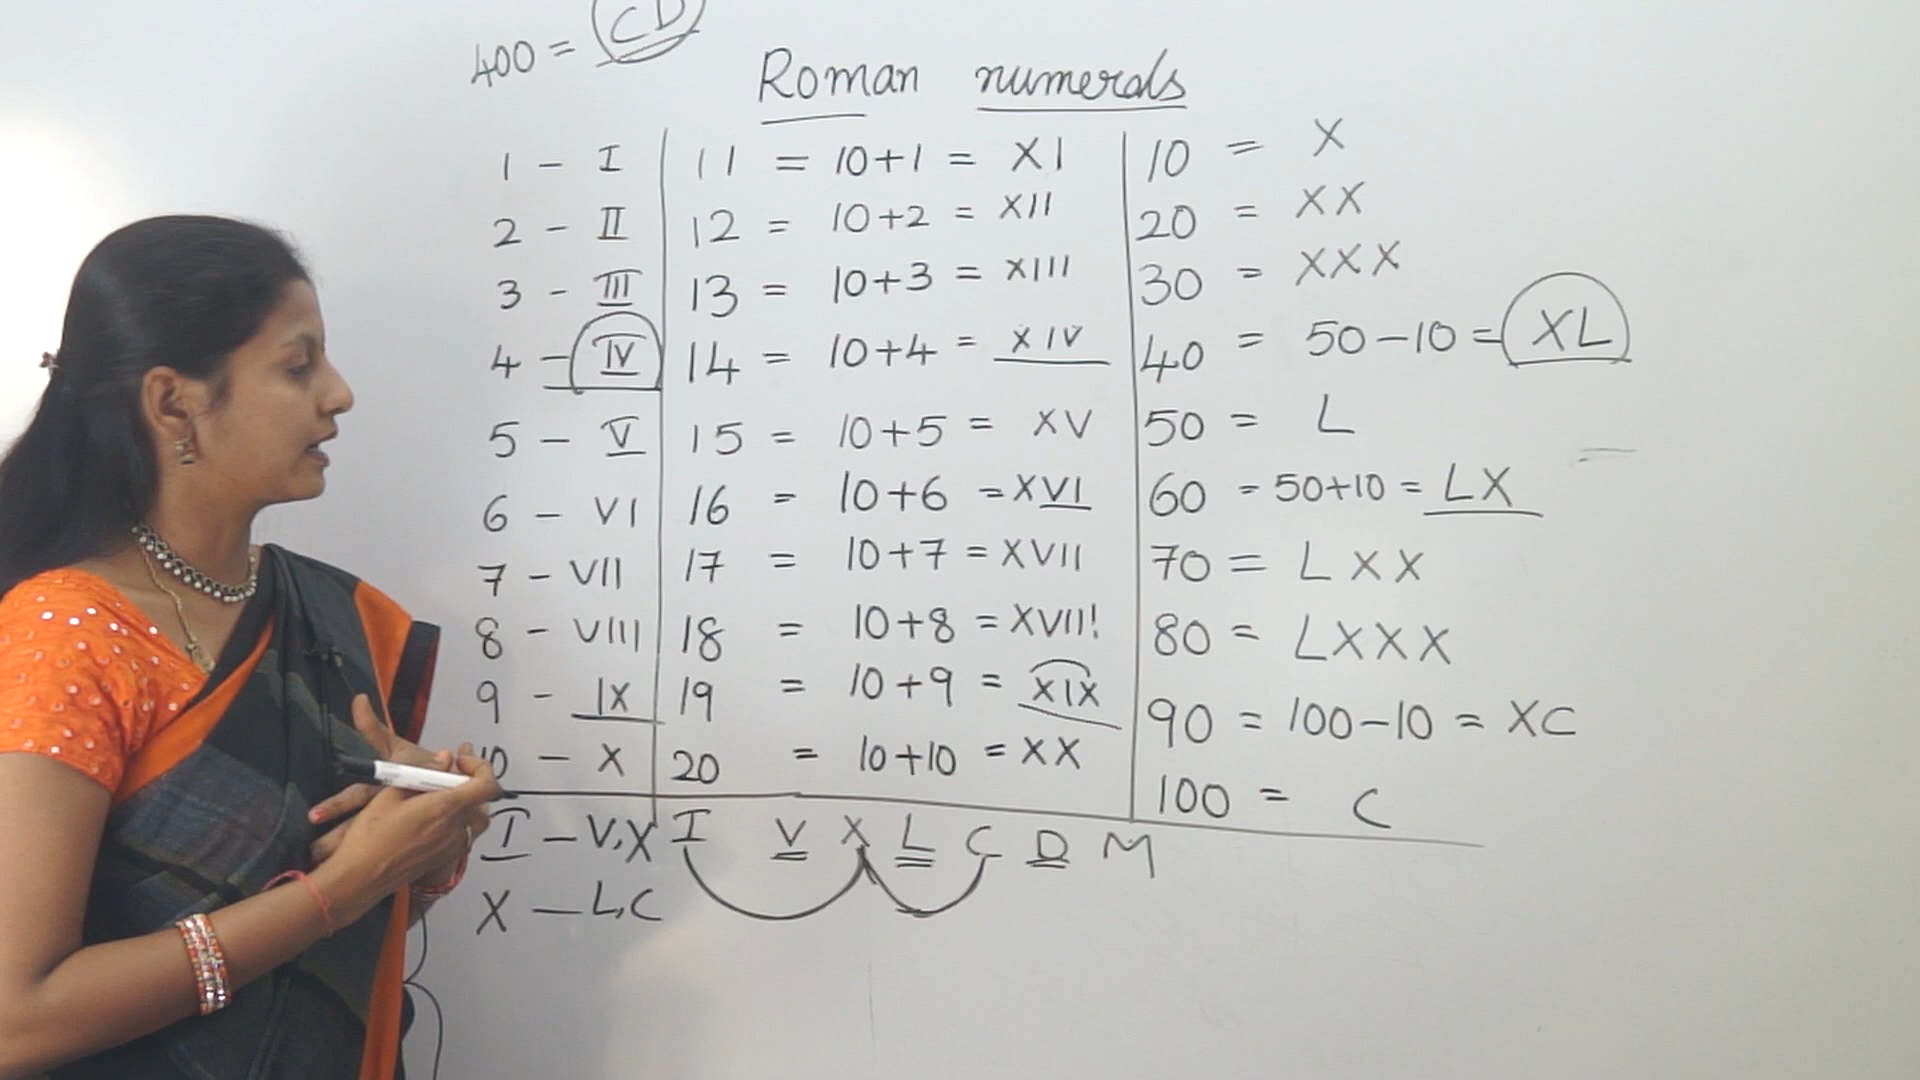 400 = CD
Roman numerals
1 - I
2 - II
3 - III
4 - IV
5 - V
6 - VI
7 - VII
8 - VIII
9 - IX
10 - X
11 = 10+1 = XI
12 = 10+2 = XII
13 = 10+3 = XIII
14 = 10+4 = XIV
15 = 10+5 = XV
16 = 10+6 = XVI
17 = 10+7 = XVII
18 = 10+8 = XVIII
19 = 10+9 = XIX
20 = 10+10 = XX
10 = X
20 = XX
30 = XXX
40 = 50-10 = XL
50 = L
60 = 50+10 = LX
70 = LXX
80 = LXXX
90 = 100-10 = XC
100 = C
I - V,X
X - L,C
I V X L C D M